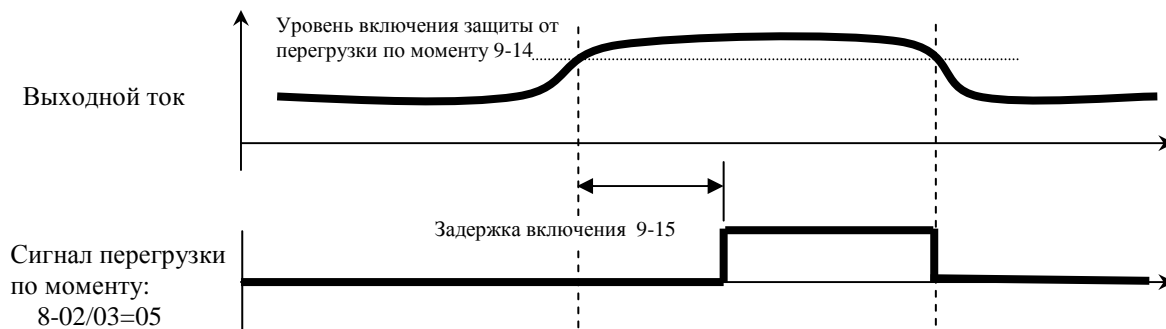 Уровень включения защиты от
перегрузки по моменту 9-14
Выходной ток
Задержка включения 9-15
Сигнал перегрузки
по моменту:
8-02/03=05